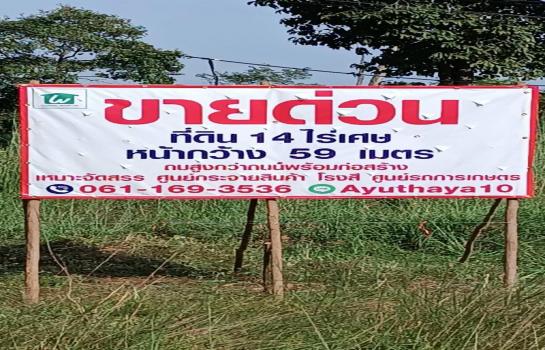 ขายด่วน
ที่ดิน 14 ไร่เศษ
หน้ากว้าง 59 เมตร
ถมสูงกว่าถนนพร้อมก่อสร้าง
เหมาะจัดสรร ศูนย์กระจายสินค้า โรงสี ศูนย์รถการเกษตร
061-169-3536 Ayuthaya10